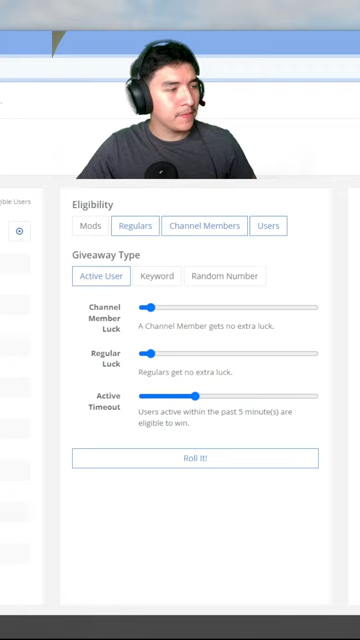 ible Users
Eligibility
Mods
Regulars
Channel Members
Users
Giveaway Type
Active User
Keyword
Random Number
Channel
Member
Luck
A Channel Member gets no extra luck.
Regular
Luck
Regulars get no extra luck.
Active
Timeout
Users active within the past 5 minute(s) are
eligible to win.
Roll It!